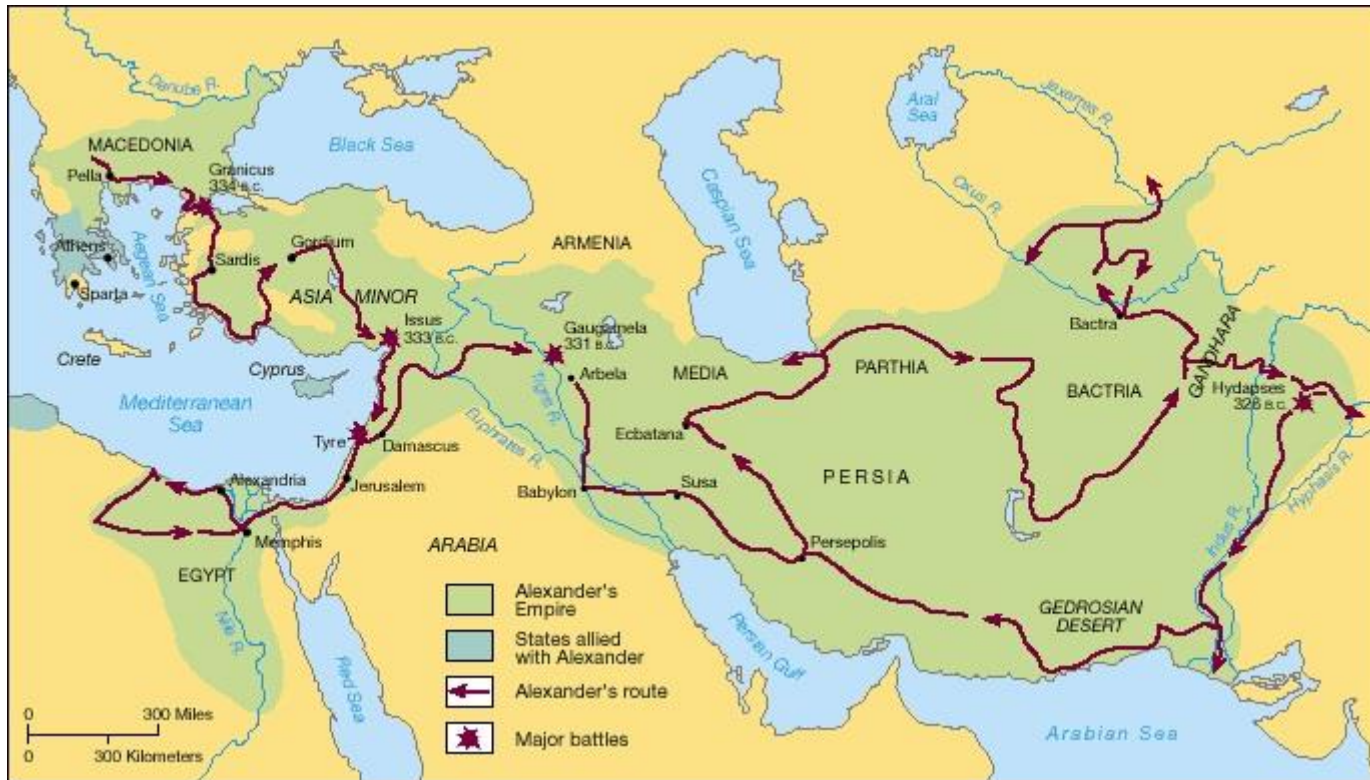 Danube R.
MACEDONIA
Pella
Granicus
334 B.C.
Black Sea
Aegean Sea
Athens
Sparta
Sardis
Gordium
ASIA MINOR
ARMENIA
Caspian Sea
Aral
Sea
Jaxartes R.
Oxus R.
Issus
333 B.C.
Gaugamela
331 B.C.
Arbela
Tigris R.
MEDIA
PARTHIA
Bactra
BACTRIA
GANDHARA
Hydapses
326 B.C.
Crete
Cyprus
Mediterranean
Sea
Tyre
Damascus
Euphrates R.
Ecbatana
PERSIA
Hyphasis R.
Indus R.
Alexandria
Jerusalem
Babylon
Susa
Memphis
EGYPT
Nile R.
Red Sea
ARABIA
Persepolis
Persian Gulf
GEDROSIAN
DESERT
Arabian Sea
Alexander's
Empire
States allied
with Alexander
Alexander's route
Major battles
0 300 Miles
0 300 Kilometers